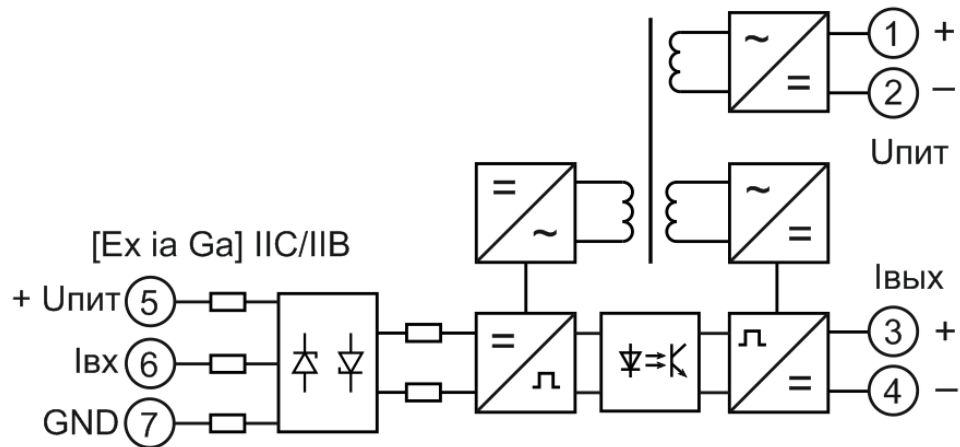 1 +
2 –
Uпит
[Ex ia Ga] IIC/IIB
+ Uпит 5
Iвх 6
GND 7
Iвых
3 +
4 –
~
=
=
~
~
=
=
=